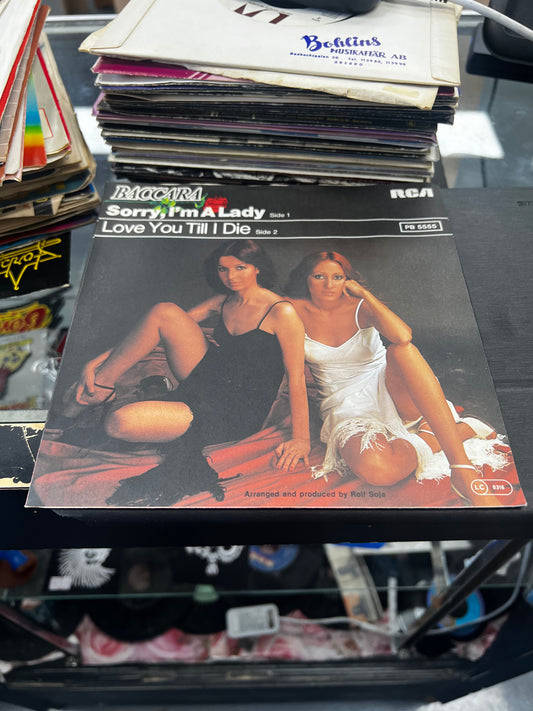 Bohlins
MUSIKAFFÄR AB
BACCARA
RCA
Sorry, I'm A Lady Side 1
Love You Till I Die Side 2
PB 5555
Arranged and produced by Rolf Soja
LC 0316